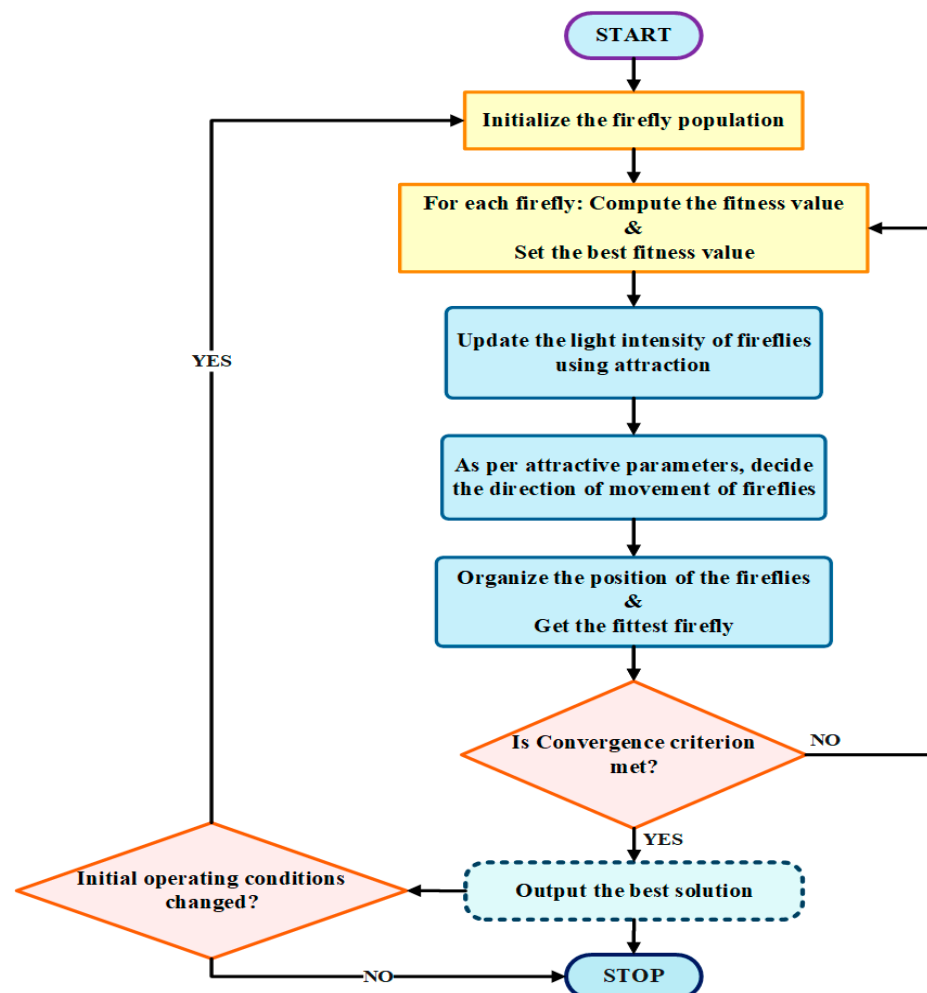 START
Initialize the firefly population
For each firefly: Compute the fitness value
&
Set the best fitness value
Update the light intensity of fireflies
using attraction
YES
As per attractive parameters, decide
the direction of movement of fireflies
Organize the position of the fireflies
&
Get the fittest firefly
Is Convergence criterion
met?
NO
YES
Initial operating conditions
changed?
Output the best solution
NO
STOP